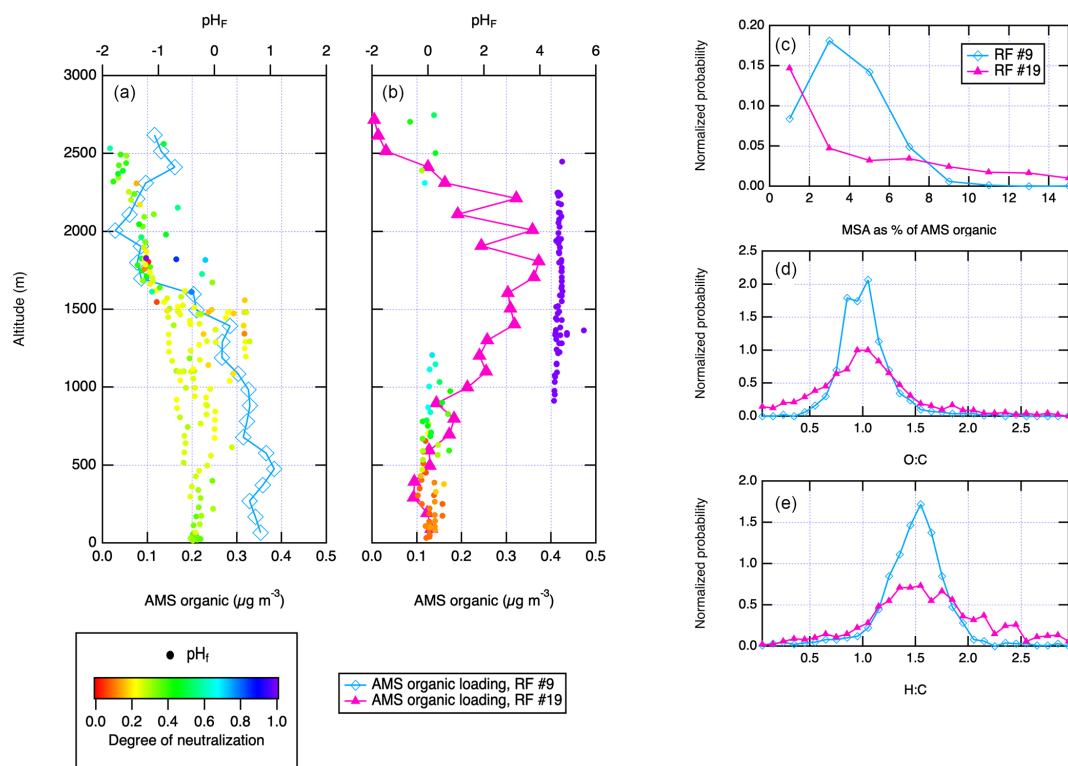 pH_F
-2 -1 0 1 2
3000
2500
2000
1500
1000
500
0
Altitude (m)
(a)
0.0 0.1 0.2 0.3 0.4 0.5
AMS organic (µg m⁻³)
pH_F
-2 0 2 4 6
(b)
0.0 0.1 0.2 0.3 0.4 0.5
AMS organic (µg m⁻³)
pH_f
0.0 0.2 0.4 0.6 0.8 1.0
Degree of neutralization
AMS organic loading, RF #9
AMS organic loading, RF #19
(c)
RF #9
RF #19
Normalized probability
0.20
0.15
0.10
0.05
0.00
0 2 4 6 8 10 12 14
MSA as % of AMS organic
(d)
Normalized probability
2.5
2.0
1.5
1.0
0.5
0.0
0.5 1.0 1.5 2.0 2.5
O:C
(e)
Normalized probability
2.0
1.5
1.0
0.5
0.0
0.5 1.0 1.5 2.0 2.5
H:C